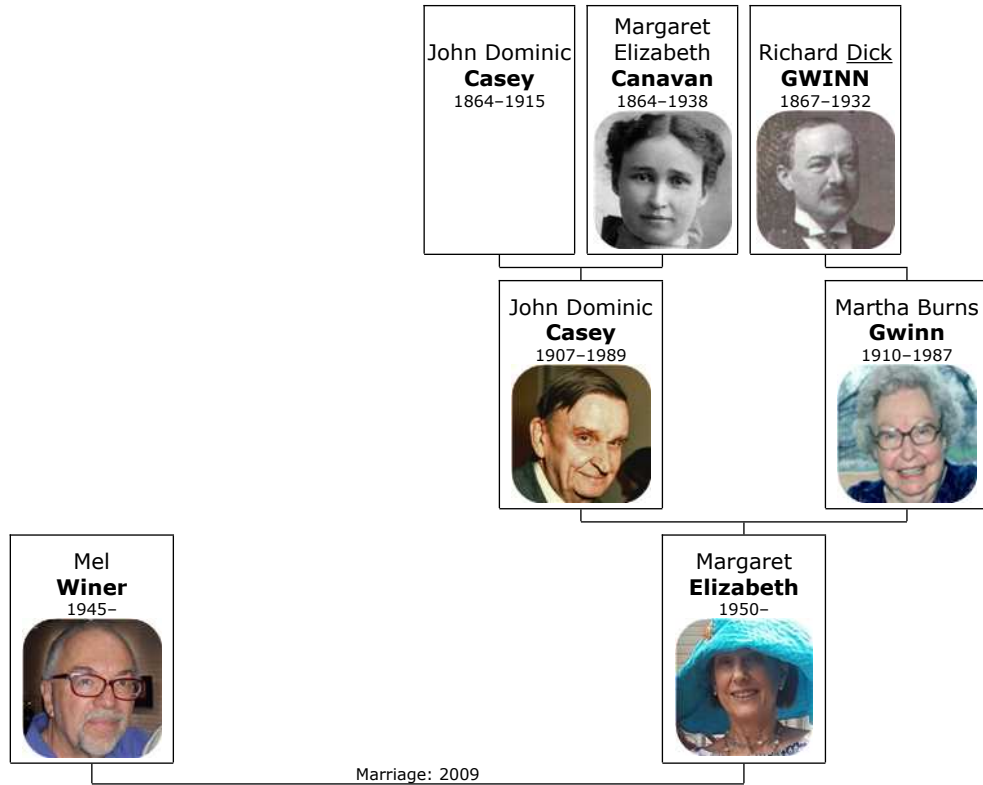 John Dominic
Casey
1864–1915
Margaret
Elizabeth
Canavan
1864–1938
Richard Dick
GWINN
1867–1932
John Dominic
Casey
1907–1989
Martha Burns
Gwinn
1910–1987
Mel
Winer
1945–
Margaret
Elizabeth
1950–
Marriage: 2009